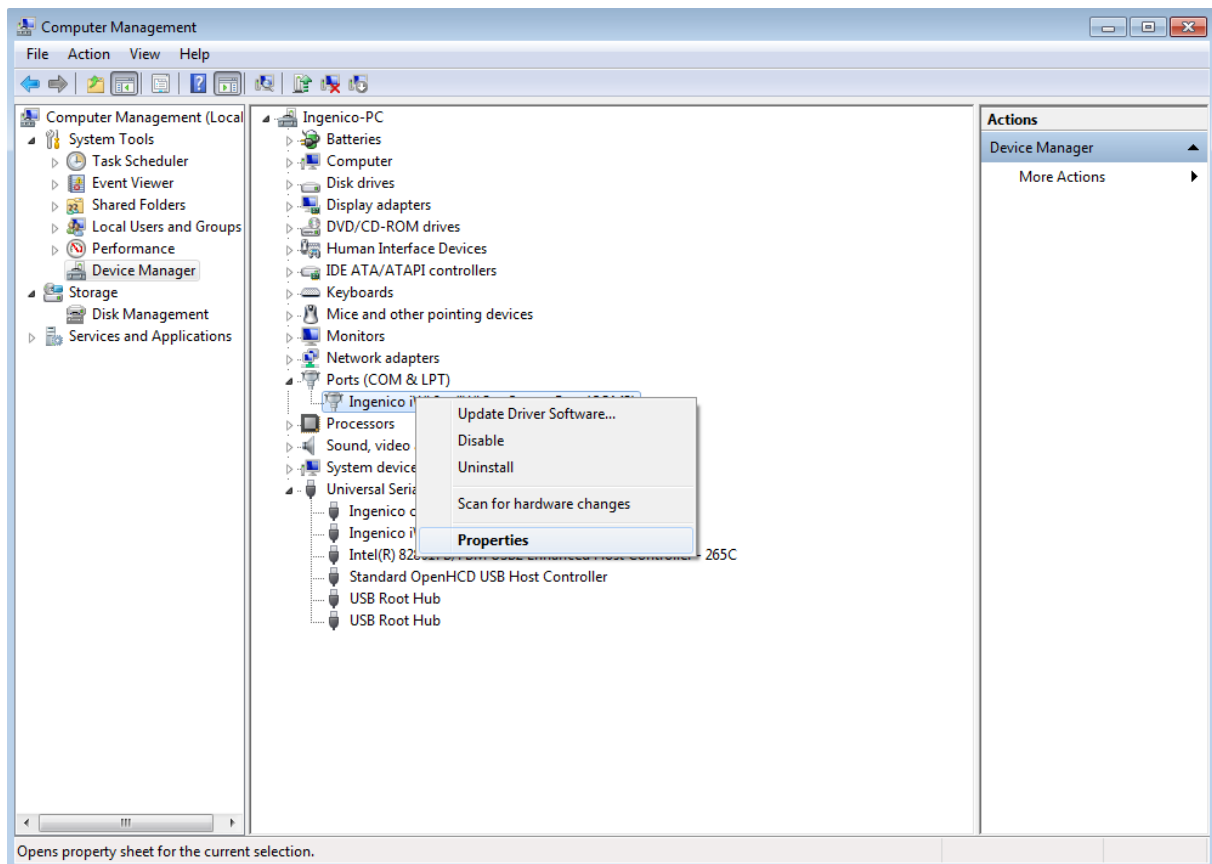 Computer Management
File Action View Help
Computer Management (Local
System Tools
Task Scheduler
Event Viewer
Shared Folders
Local Users and Groups
Performance
Device Manager
Storage
Disk Management
Services and Applications
Ingenico-PC
Batteries
Computer
Disk drives
Display adapters
DVD/CD-ROM drives
Human Interface Devices
IDE ATA/ATAPI controllers
Keyboards
Mice and other pointing devices
Monitors
Network adapters
Ports (COM & LPT)
Ingenico
Processors
Sound, video
System device
Universal Seria
Ingenico
Ingenico
Intel(R) Host Controller - 265C
Standard OpenHCD USB Host Controller
USB Root Hub
USB Root Hub
Update Driver Software...
Disable
Uninstall
Scan for hardware changes
Properties
Actions
Device Manager
More Actions
Opens property sheet for the current selection.